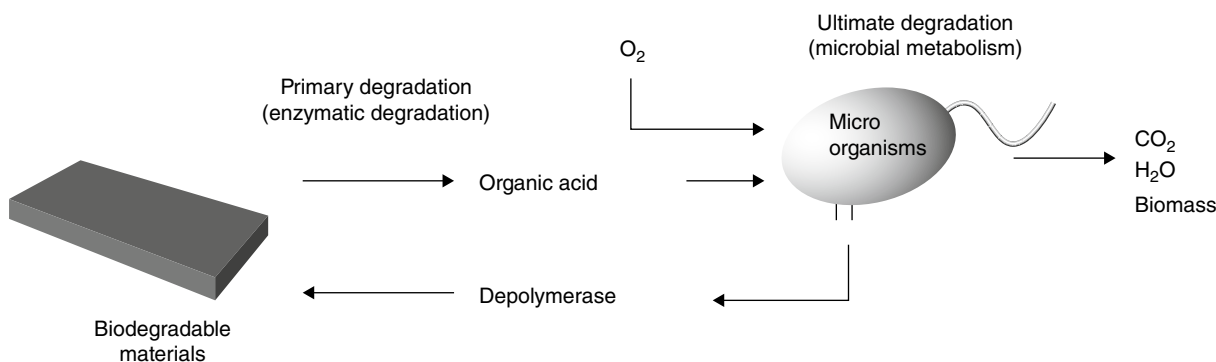 Ultimate degradation
(microbial metabolism)
O₂
Primary degradation
(enzymatic degradation)
Micro
organisms
CO₂
H₂O
Biomass
Organic acid
Depolymerase
Biodegradable
materials